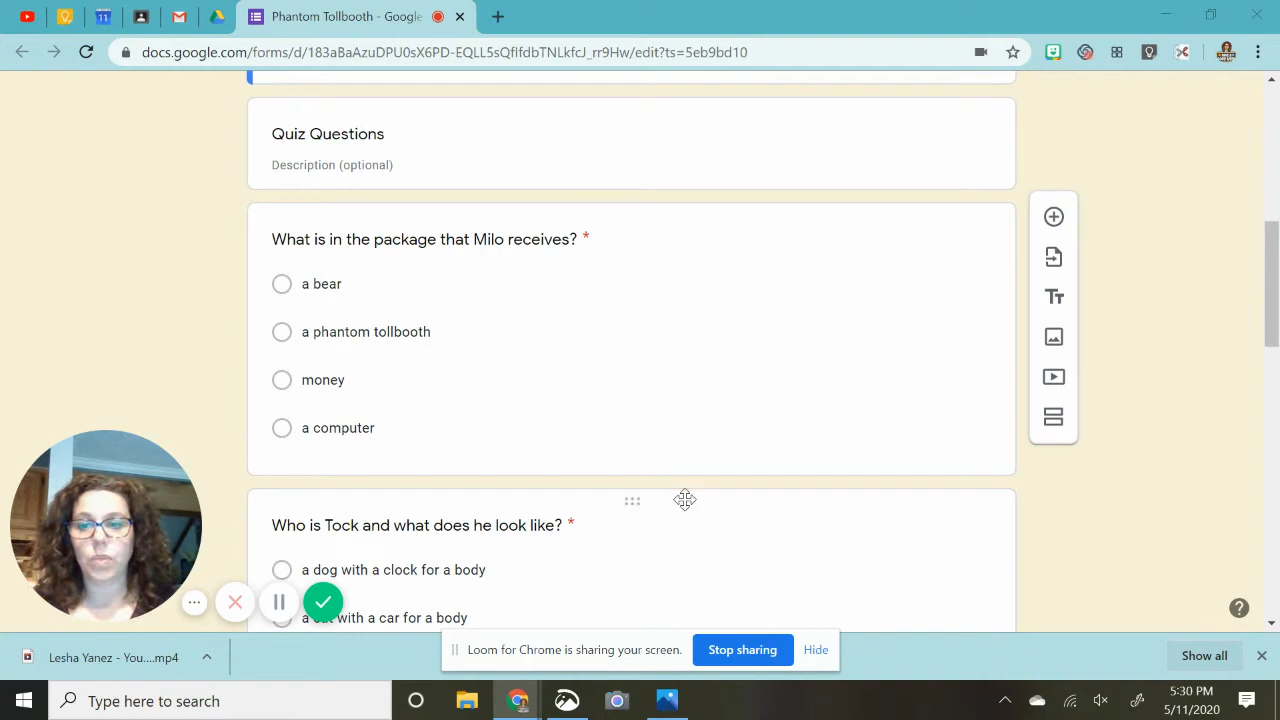 Phantom Tollbooth - Google
docs.google.com/forms/d/183aBaAzuDPU0sX6PD-EQLL5sQflfdbTNLkfcJ_rr9Hw/edit?ts=5eb9bd10
Quiz Questions
Description (optional)
What is in the package that Milo receives? *
a bear
a phantom tollbooth
money
a computer
Who is Tock and what does he look like? *
a dog with a clock for a body
a cat with a car for a body
Loom for Chrome is sharing your screen.
Stop sharing
Hide
Lesha Yanez - You....mp4
Show all
Type here to search
5:30 PM
5/11/2020